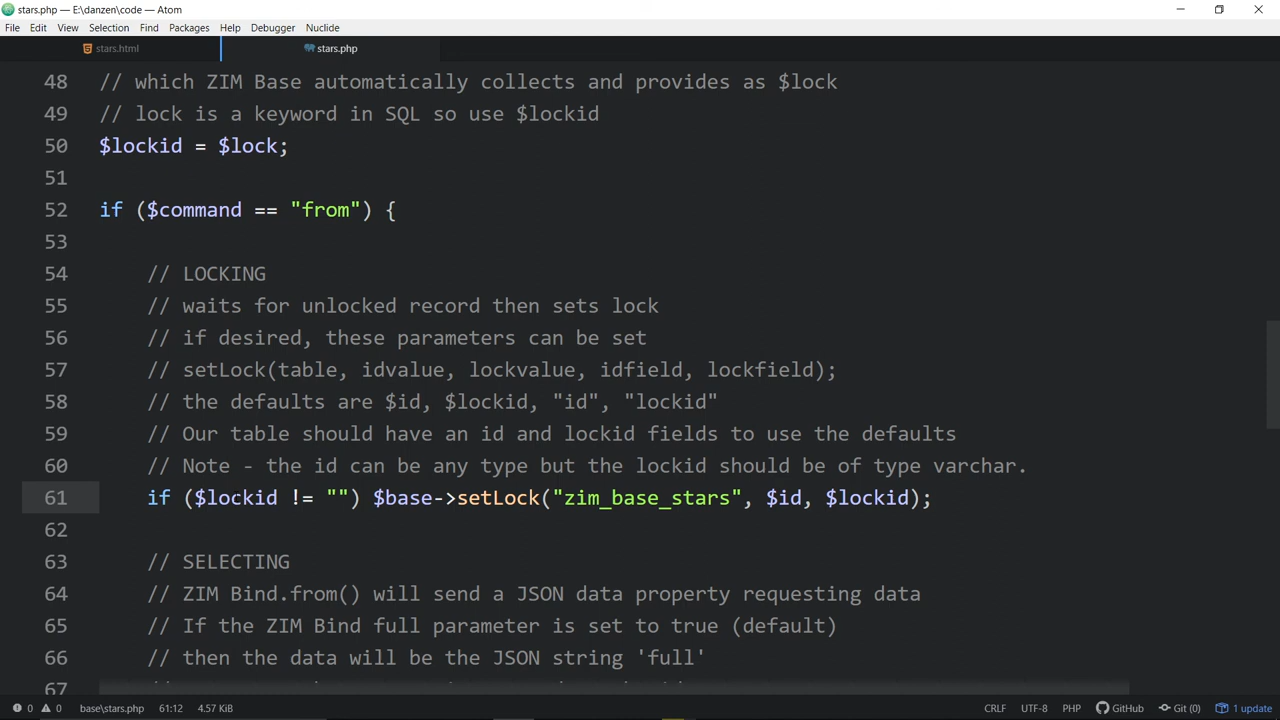 stars.php — E:\danzen\code — Atom
File Edit View Selection Find Packages Help Debugger Nuclide
stars.html stars.php
48 // which ZIM Base automatically collects and provides as $lock
49 // lock is a keyword in SQL so use $lockid
50 $lockid = $lock;
51
52 if ($command == "from") {
53
54 // LOCKING
55 // waits for unlocked record then sets lock
56 // if desired, these parameters can be set
57 // setLock(table, idvalue, lockvalue, idfield, lockfield);
58 // the defaults are $id, $lockid, "id", "lockid"
59 // Our table should have an id and lockid fields to use the defaults
60 // Note - the id can be any type but the lockid should be of type varchar.
61 if ($lockid != "") $base->setLock("zim_base_stars", $id, $lockid);
62
63 // SELECTING
64 // ZIM Bind.from() will send a JSON data property requesting data
65 // If the ZIM Bind full parameter is set to true (default)
66 // then the data will be the JSON string 'full'
67
0 0 base\stars.php 61:12 4.57 KiB CRLF UTF-8 PHP GitHub Git (0) 1 update